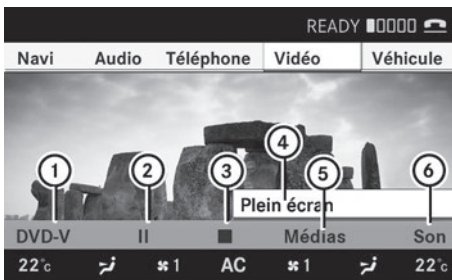 READY
Navi Audio Téléphone Vidéo Véhicule
1 2 3 4 5 6
Plein écran
DVD-V II Médias Son
22°c 1 AC 1 22°c